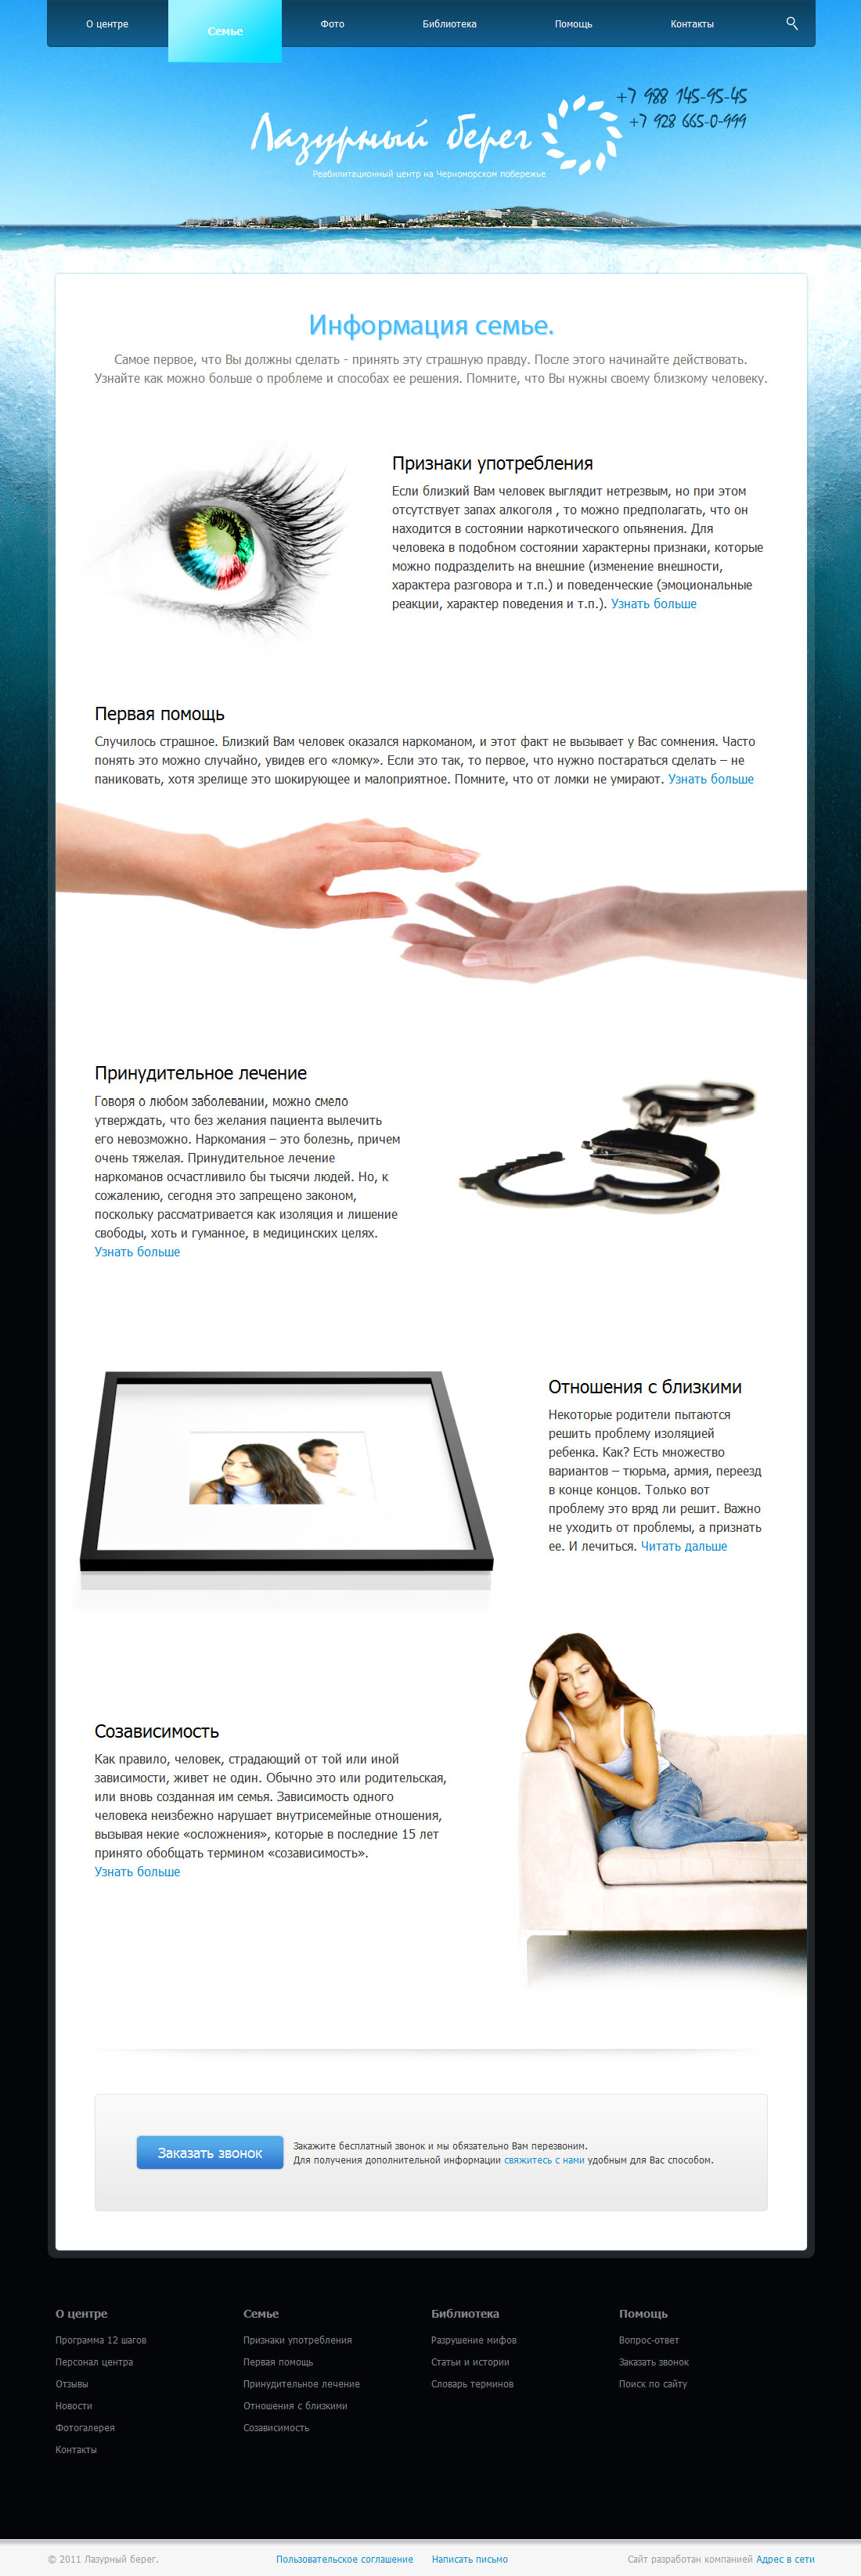 О центре
Семье
Фото
Библиотека
Помощь
Контакты
+7 988 145-95-45
+7 928 665-0-999
Лазурный берег
Реабилитационный центр на Черноморском побережье
Информация семье.
Самое первое, что Вы должны сделать - принять эту страшную правду. После этого начинайте действовать.
Узнайте как можно больше о проблеме и способах ее решения. Помните, что Вы нужны своему близкому человеку.
Признаки употребления
Если близкий Вам человек выглядит нетрезвым, но при этом
отсутствует запах алкоголя , то можно предполагать, что он
находится в состоянии наркотического опьянения. Для
человека в подобном состоянии характерны признаки, которые
можно подразделить на внешние (изменение внешности,
характера разговора и т.п.) и поведенческие (эмоциональные
реакции, характер поведения и т.п.). Узнать больше
Первая помощь
Случилось страшное. Близкий Вам человек оказался наркоманом, и этот факт не вызывает у Вас сомнения. Часто
понять это можно случайно, увидев его «ломку». Если это так, то первое, что нужно постараться сделать – не
паниковать, хотя зрелище это шокирующее и малоприятное. Помните, что от ломки не умирают. Узнать больше
Принудительное лечение
Говоря о любом заболевании, можно смело
утверждать, что без желания пациента вылечить
его невозможно. Наркомания – это болезнь, причем
очень тяжелая. Принудительное лечение
наркоманов осчастливило бы тысячи людей. Но, к
сожалению, сегодня это запрещено законом,
поскольку рассматривается как изоляция и лишение
свободы, хоть и гуманное, в медицинских целях.
Узнать больше
Отношения с близкими
Некоторые родители пытаются
решить проблему изоляцией
ребенка. Как? Есть множество
вариантов – тюрьма, армия, переезд
в конце концов. Только вот
проблему это вряд ли решит. Важно
не уходить от проблемы, а признать
ее. И лечиться. Читать дальше
Созависимость
Как правило, человек, страдающий от той или иной
зависимости, живет не один. Обычно это или родительская,
или вновь созданная им семья. Зависимость одного
человека неизбежно нарушает внутрисемейные отношения,
вызывая некие «осложнения», которые в последние 15 лет
принято обобщать термином «созависимость».
Узнать больше
Заказать звонок
Закажите бесплатный звонок и мы обязательно Вам перезвоним.
Для получения дополнительной информации свяжитесь с нами удобным для Вас способом.
О центре
Программа 12 шагов
Персонал центра
Отзывы
Новости
Фотогалерея
Контакты
Семье
Признаки употребления
Первая помощь
Принудительное лечение
Отношения с близкими
Созависимость
Библиотека
Разрушение мифов
Статьи и истории
Словарь терминов
Помощь
Вопрос-ответ
Заказать звонок
Поиск по сайту
© 2011 Лазурный берег.
Пользовательское соглашение
Написать письмо
Сайт разработан компанией Адрес в сети